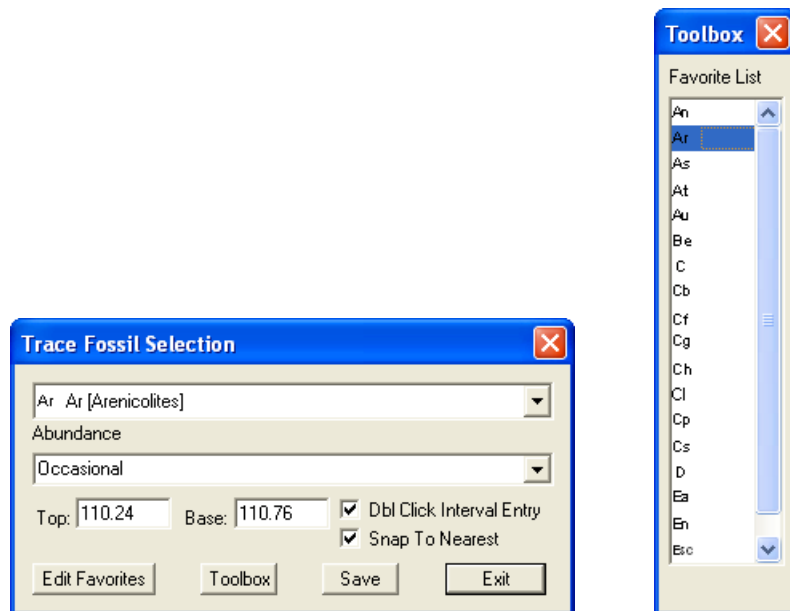 Trace Fossil Selection
Ar Ar [Arenicolites]
Abundance
Occasional
Top: 110.24 Base: 110.76 Dbl Click Interval Entry
Snap To Nearest
Edit Favorites Toolbox Save Exit
Toolbox
Favorite List
An
Ar
As
At
Au
Be
C
Cb
Cf
Cg
Ch
Cl
Cp
Cs
D
Ea
En
Esc